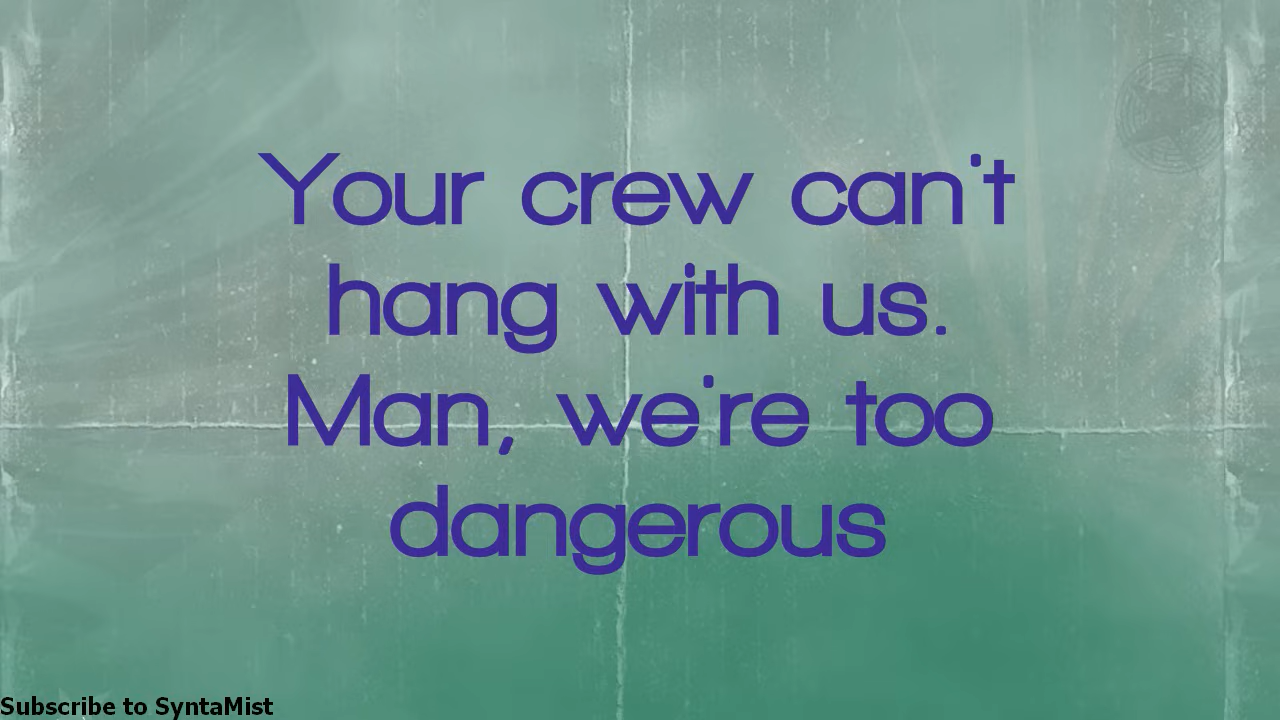 Your crew can't
hang with us.
Man, we're too
dangerous
Subscribe to SyntaMist